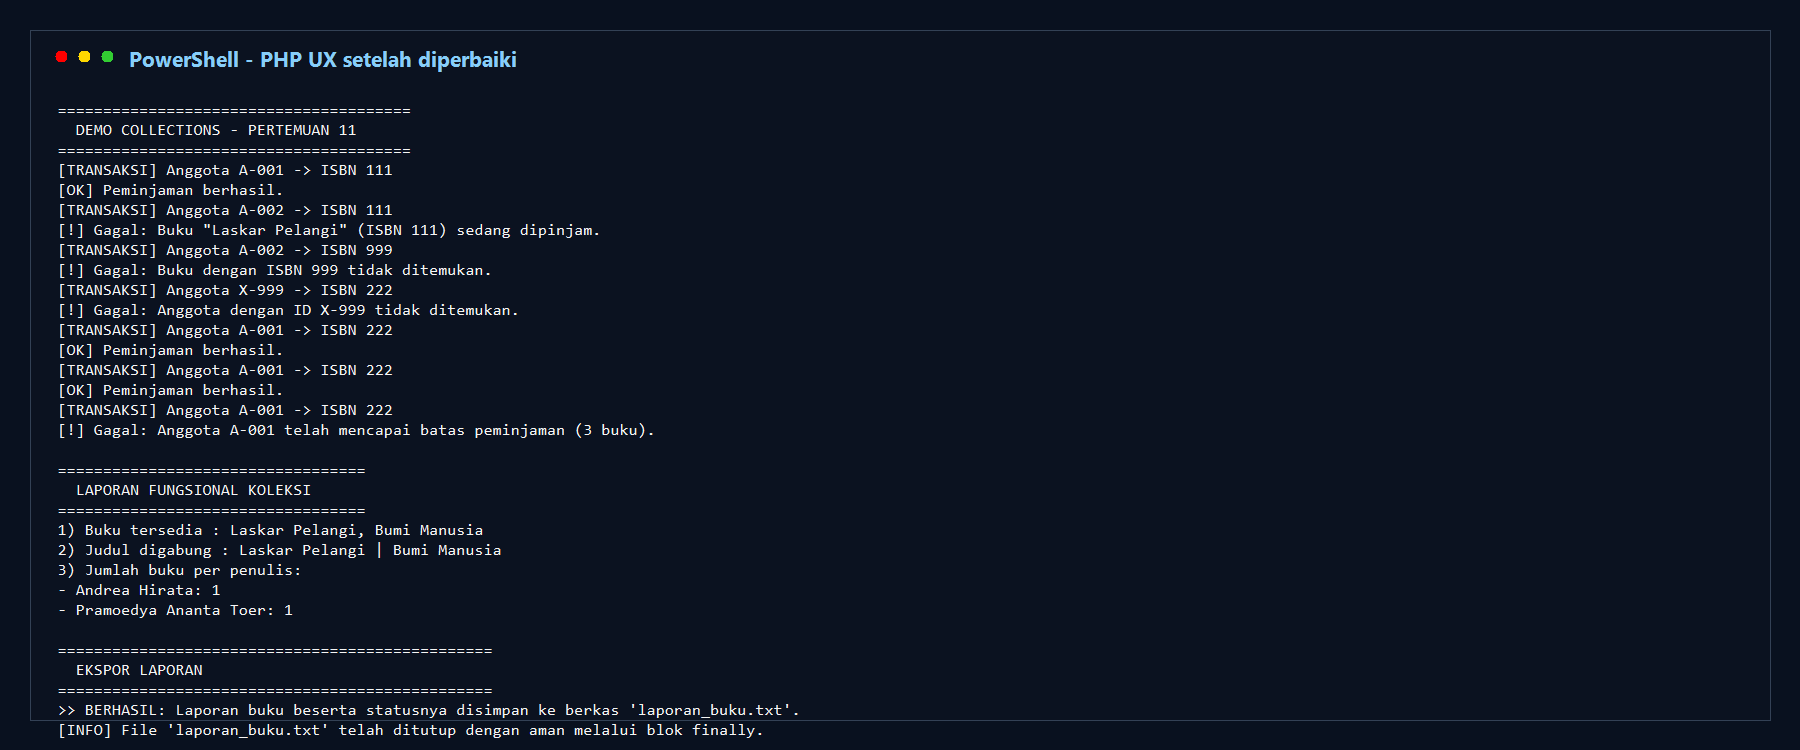 PowerShell - PHP UX setelah diperbaiki
=======================================
DEMO COLLECTIONS - PERTEMUAN 11
=======================================
[TRANSAKSI] Anggota A-001 -> ISBN 111
[OK] Peminjaman berhasil.
[TRANSAKSI] Anggota A-002 -> ISBN 111
[!] Gagal: Buku "Laskar Pelangi" (ISBN 111) sedang dipinjam.
[TRANSAKSI] Anggota A-002 -> ISBN 999
[!] Gagal: Buku dengan ISBN 999 tidak ditemukan.
[TRANSAKSI] Anggota X-999 -> ISBN 222
[!] Gagal: Anggota dengan ID X-999 tidak ditemukan.
[TRANSAKSI] Anggota A-001 -> ISBN 222
[OK] Peminjaman berhasil.
[TRANSAKSI] Anggota A-001 -> ISBN 222
[OK] Peminjaman berhasil.
[TRANSAKSI] Anggota A-001 -> ISBN 222
[!] Gagal: Anggota A-001 telah mencapai batas peminjaman (3 buku).
==================================
LAPORAN FUNGSIONAL KOLEKSI
==================================
1) Buku tersedia : Laskar Pelangi, Bumi Manusia
2) Judul digabung : Laskar Pelangi | Bumi Manusia
3) Jumlah buku per penulis:
- Andrea Hirata: 1
- Pramoedya Ananta Toer: 1
================================================
EKSPOR LAPORAN
================================================
>> BERHASIL: Laporan buku beserta statusnya disimpan ke berkas 'laporan_buku.txt'.
[INFO] File 'laporan_buku.txt' telah ditutup dengan aman melalui blok finally.